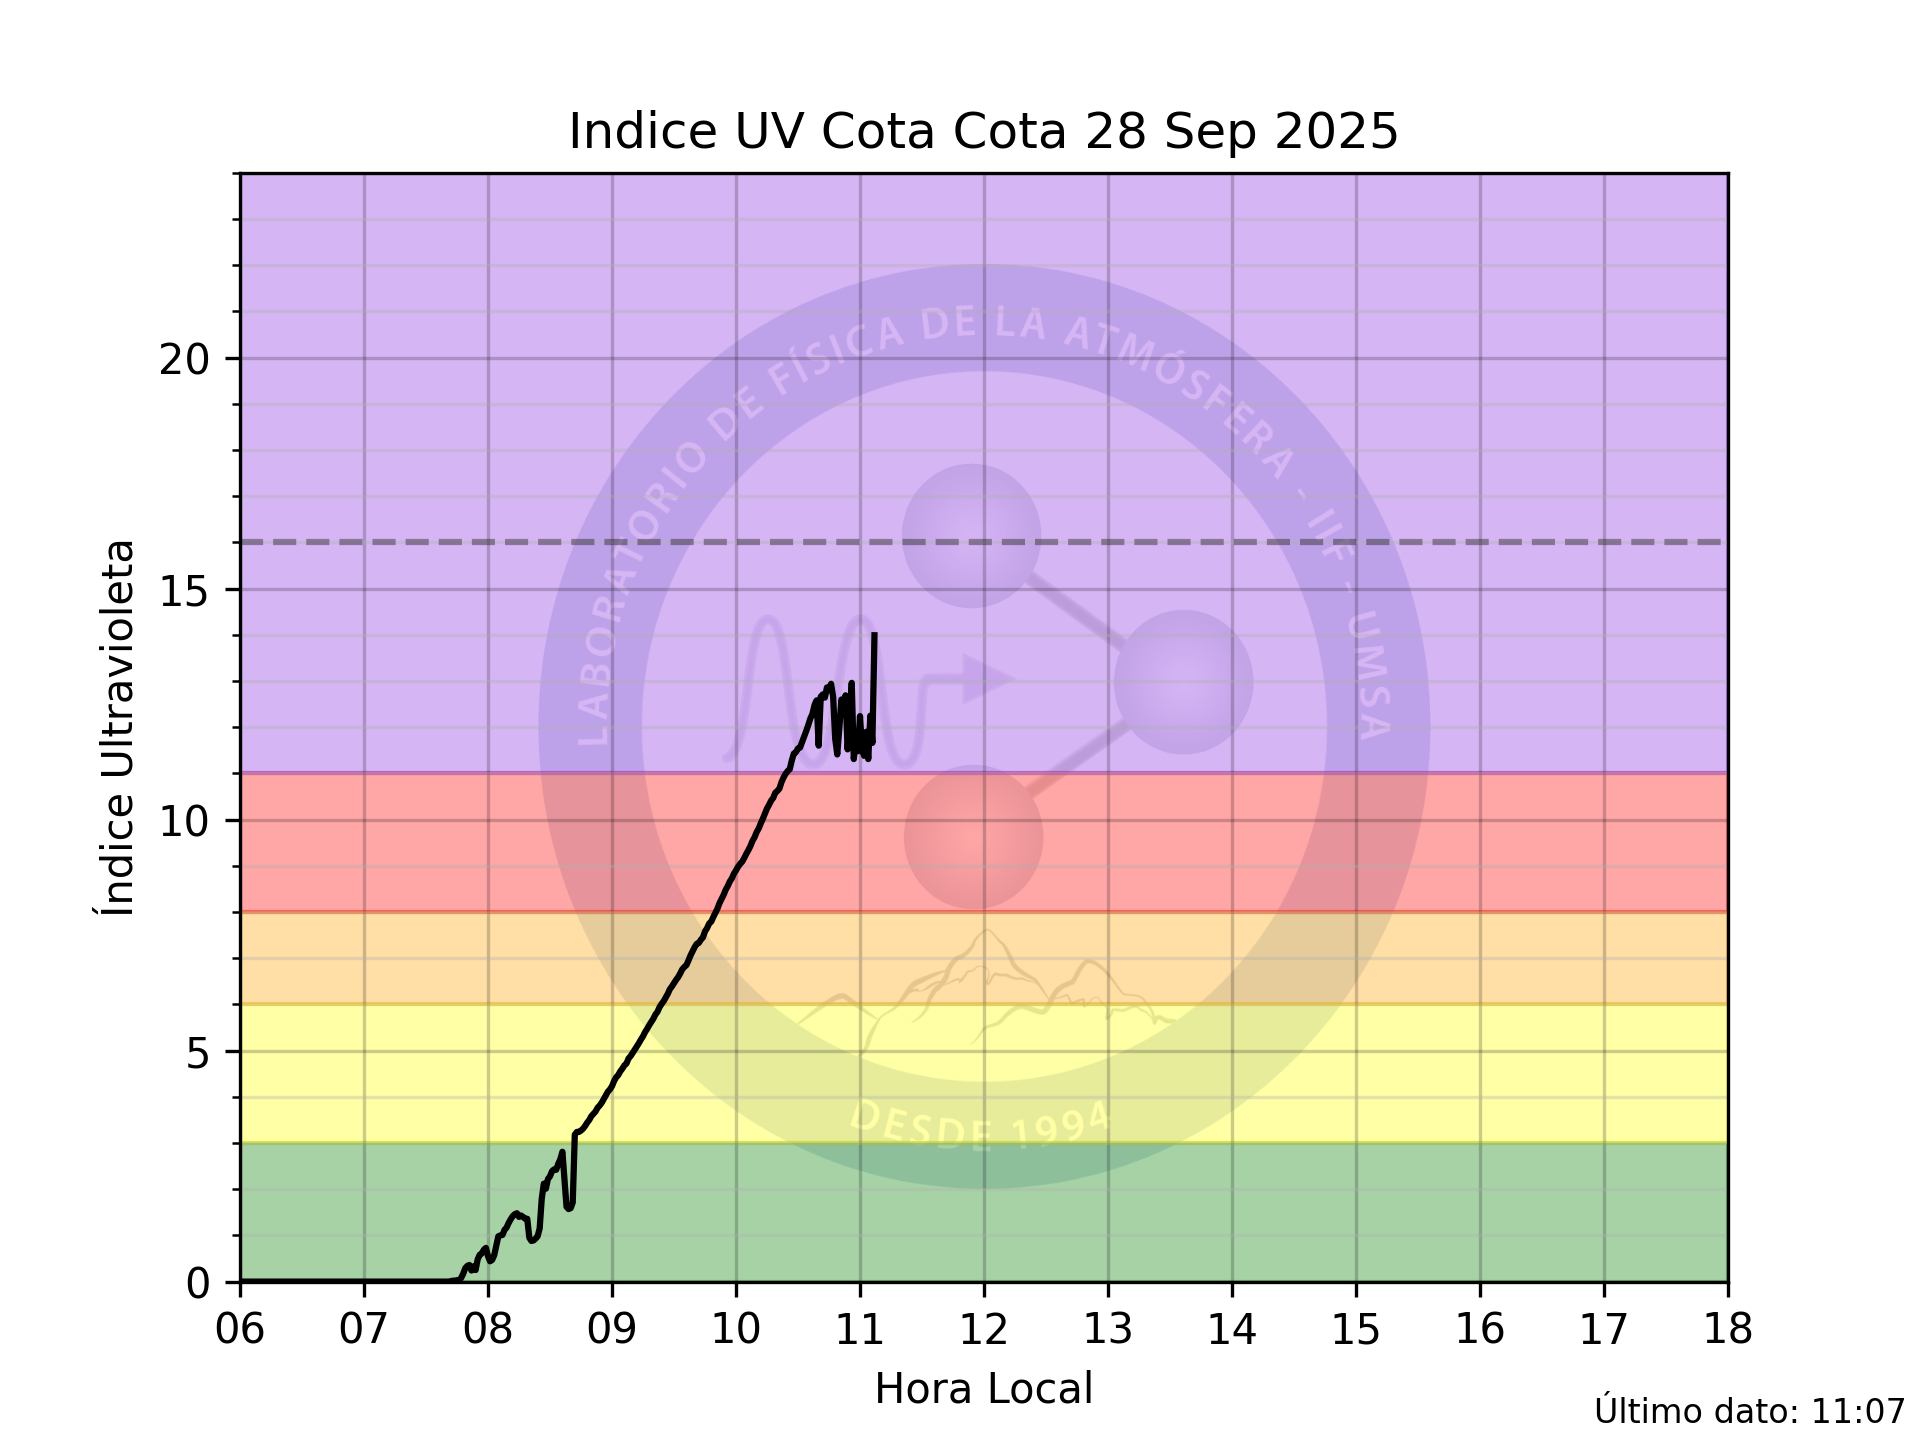 Indice UV Cota Cota 28 Sep 2025
LABORATORIO DE FÍSICA DE LA ATMÓSFERA - IIF - UMSA
DESDE 1994
Índice Ultravioleta
20
15
10
5
0
06 07 08 09 10 11 12 13 14 15 16 17 18
Hora Local
Último dato: 11:07